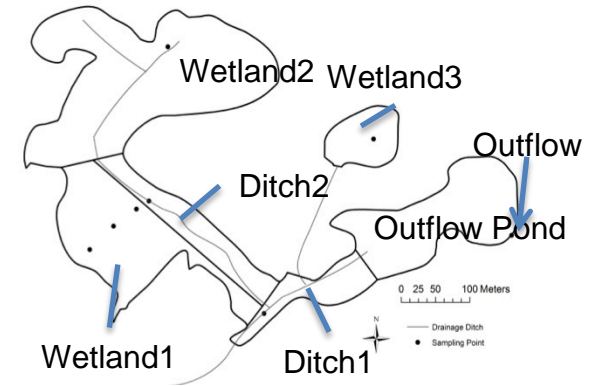 Wetland2
Wetland3
Outflow
Ditch2
Outflow Pond
0 25 50 100 Meters
N
Drainage Ditch
Sampling Point
Wetland1
Ditch1